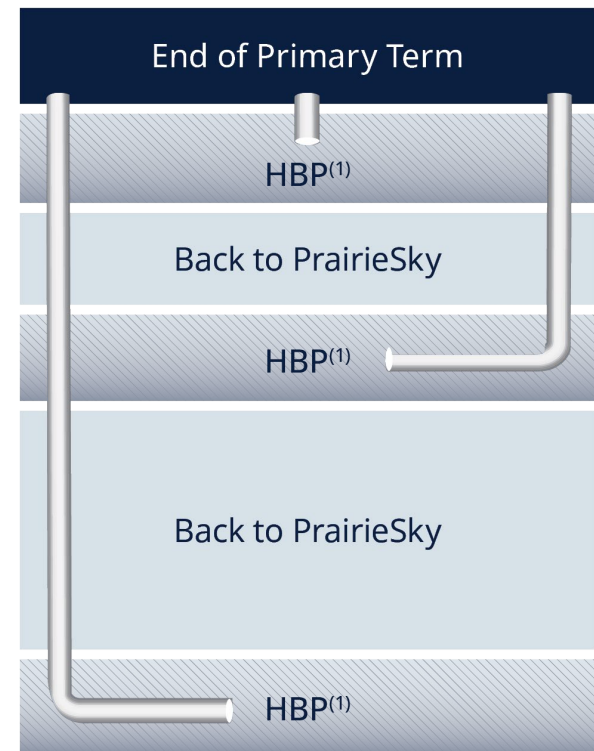 End of Primary Term
HBP(1)
Back to PrairieSky
HBP(1)
Back to PrairieSky
HBP(1)